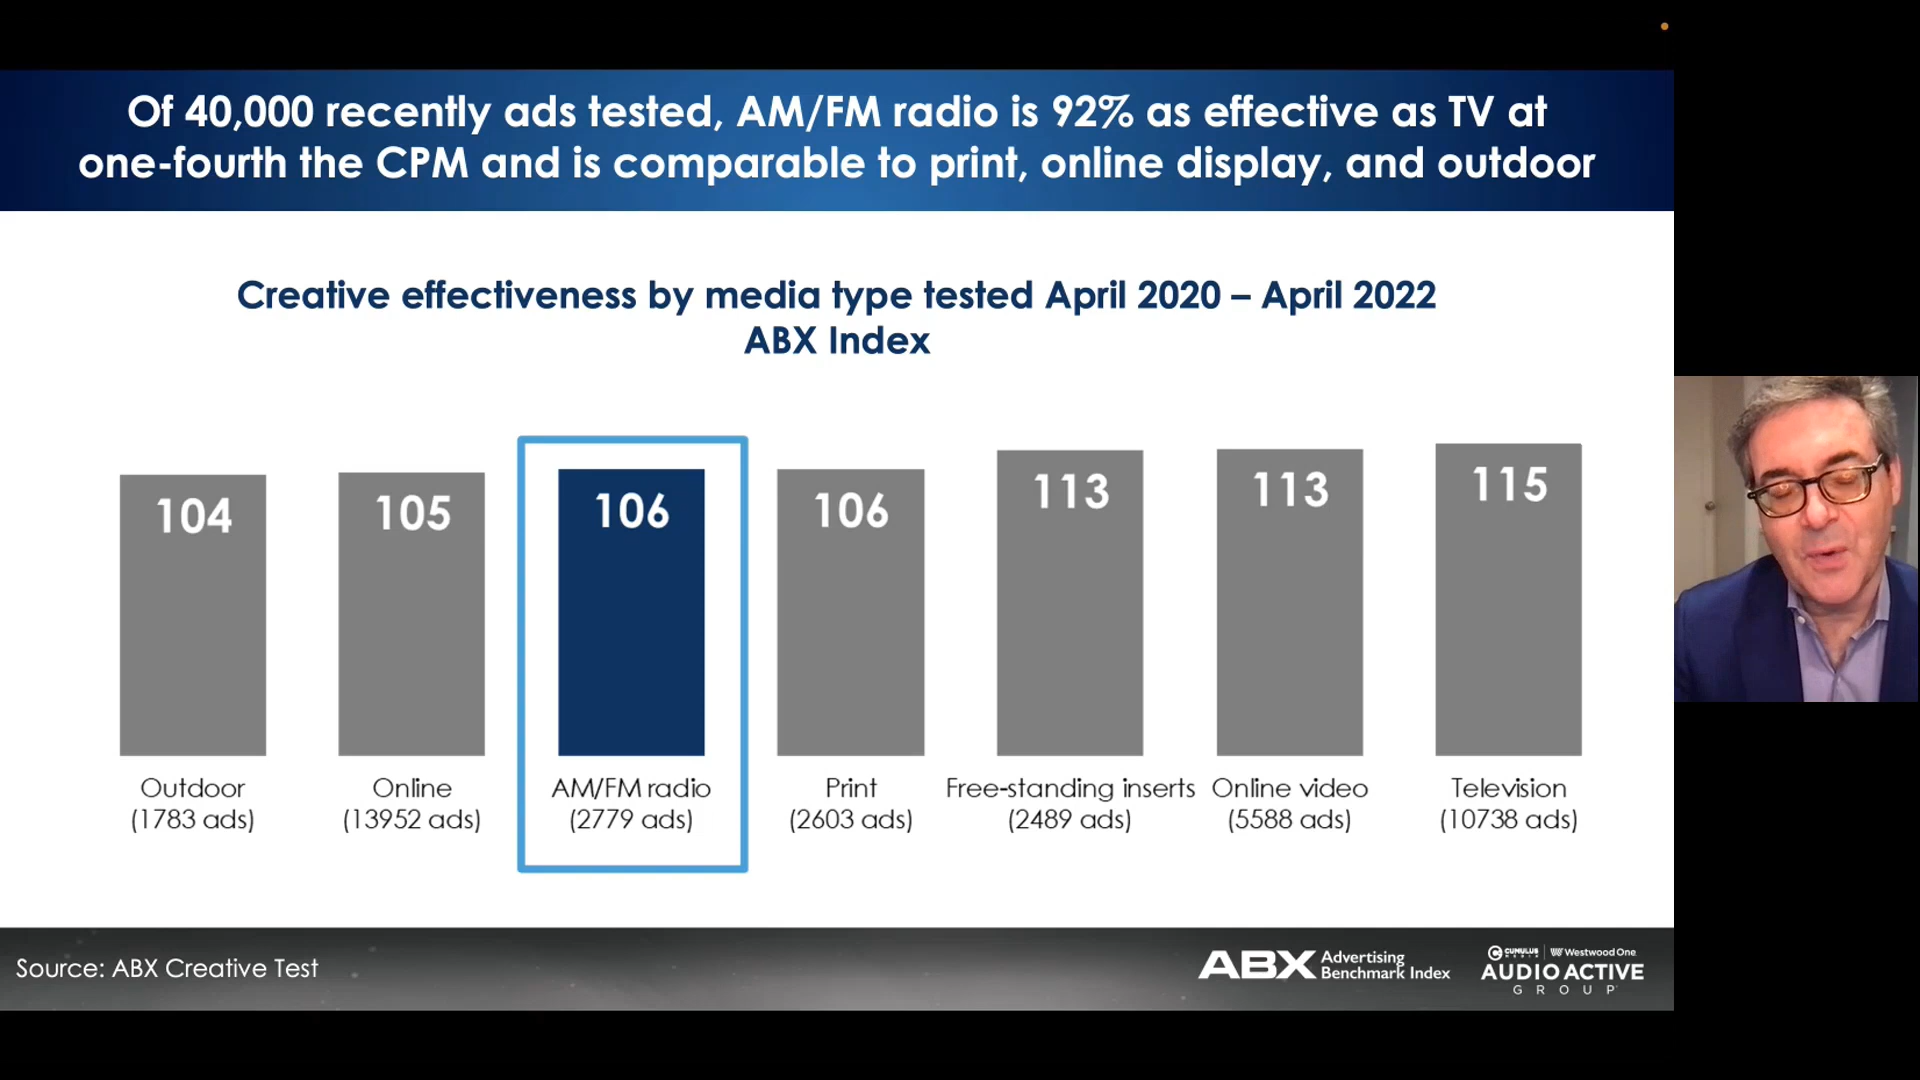 Of 40,000 recently ads tested, AM/FM radio is 92% as effective as TV at
one-fourth the CPM and is comparable to print, online display, and outdoor
Creative effectiveness by media type tested April 2020 – April 2022
ABX Index
104
105
106
106
113
113
115
Outdoor
(1783 ads)
Online
(13952 ads)
AM/FM radio
(2779 ads)
Print
(2603 ads)
Free-standing inserts
(2489 ads)
Online video
(5588 ads)
Television
(10738 ads)
Source: ABX Creative Test
ABX Advertising
Benchmark Index
CUMULUS MEDIA | Westwood One
AUDIO ACTIVE
GROUP